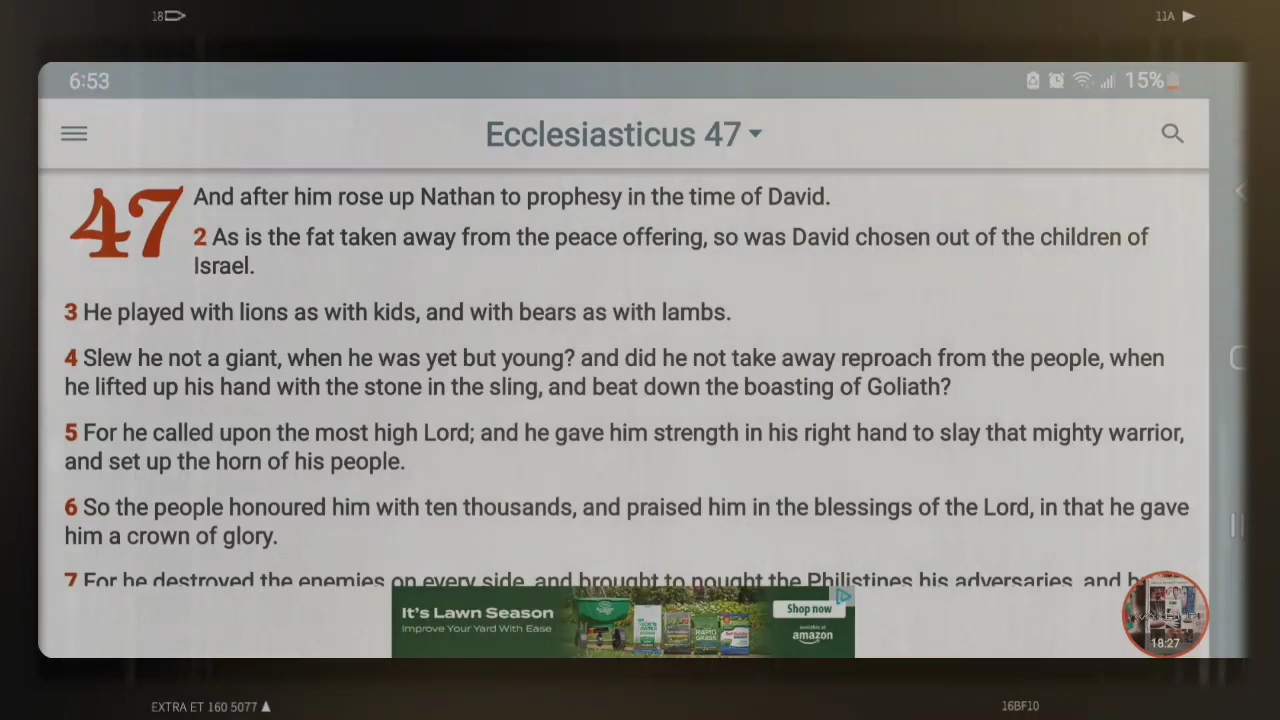 18
11A
6:53
15%
Ecclesiasticus 47
47 And after him rose up Nathan to prophesy in the time of David.
2 As is the fat taken away from the peace offering, so was David chosen out of the children of
Israel.
3 He played with lions as with kids, and with bears as with lambs.
4 Slew he not a giant, when he was yet but young? and did he not take away reproach from the people, when
he lifted up his hand with the stone in the sling, and beat down the boasting of Goliath?
5 For he called upon the most high Lord; and he gave him strength in his right hand to slay that mighty warrior,
and set up the horn of his people.
6 So the people honoured him with ten thousands, and praised him in the blessings of the Lord, in that he gave
him a crown of glory.
7 For he destroyed the enemies on every side, and brought to nought the Philistines his adversaries, and
It's Lawn Season
Improve Your Yard With Ease
Shop now
available at
amazon
18:27
EXTRA ET 160 5077
16BF10